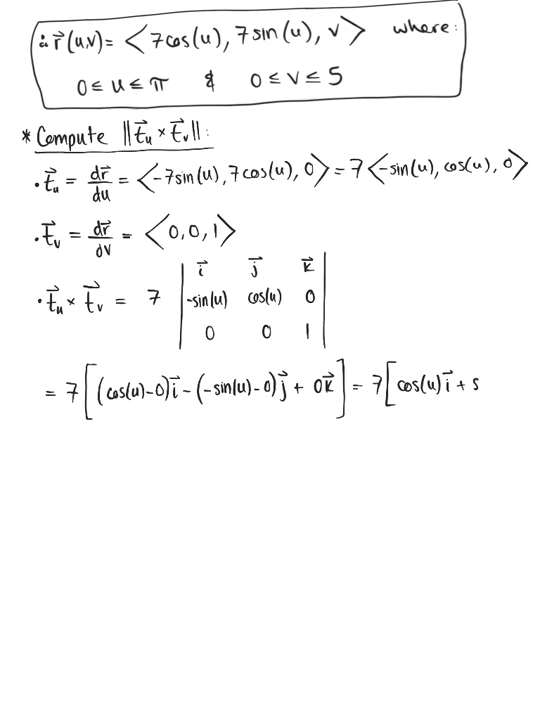 ∴ r⃗(u,v) = <7cos(u), 7sin(u), v> where:
0 ≤ u ≤ π & 0 ≤ v ≤ 5
* Compute ||t⃗ᵤ × t⃗ᵥ||:
· t⃗ᵤ = dr⃗/du = <-7sin(u), 7cos(u), 0> = 7<-sin(u), cos(u), 0>
· t⃗ᵥ = dr⃗/dv = <0,0,1>
· t⃗ᵤ × t⃗ᵥ = 7 | i⃗ j⃗ k⃗ |
| -sin(u) cos(u) 0 |
| 0 0 1 |
= 7[(cos(u)-0)i⃗ - (-sin(u)-0)j⃗ + 0k⃗] = 7[cos(u)i⃗ + s